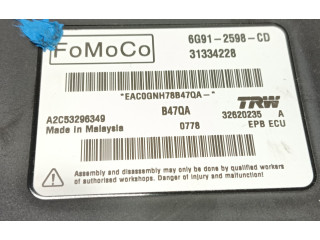 FoMoCo
6G91-2598-CD
31334228
*EAC0GNH78B47QA-*
B47QA
TRW
A2C53296349
32620235 A
Made in Malaysia
0778
EPB ECU
Assembly and disassembly may only be done by qualified workers
of authorised workshops. Danger of annihilation and malfunction!